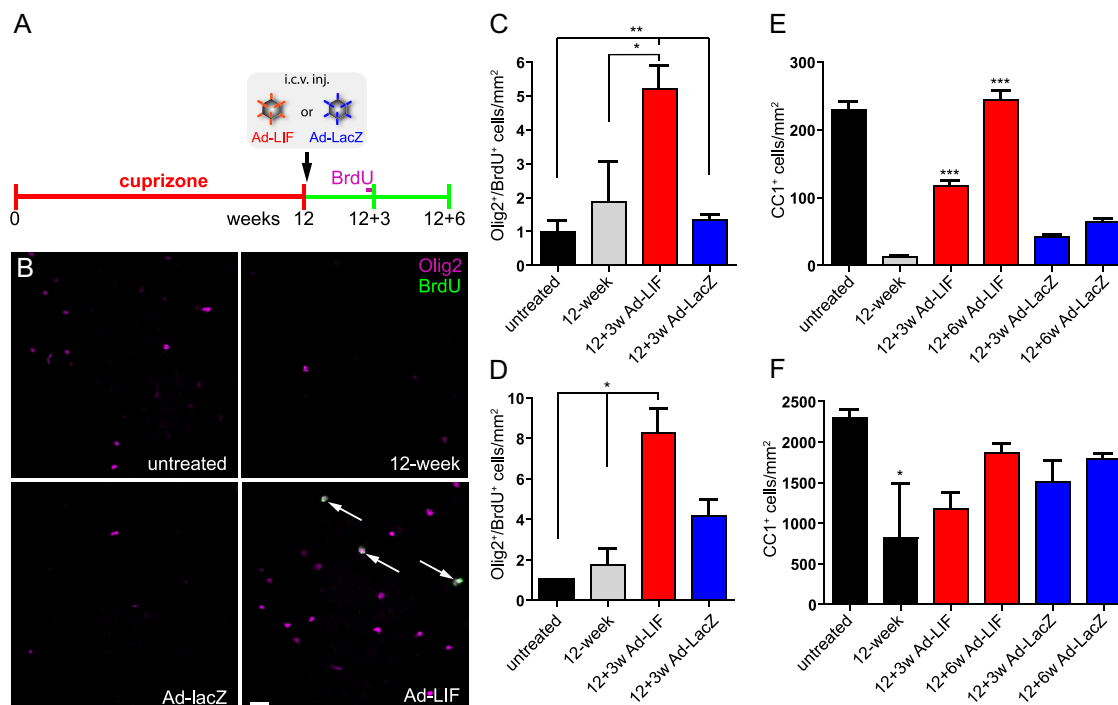 A
i.c.v. inj.
or
Ad-LIF Ad-LacZ
cuprizone
BrdU
0 weeks 12 12+3 12+6
B
Olig2
BrdU
untreated
12-week
Ad-lacZ
Ad-LIF
C
**
*
Olig2⁺/BrdU⁺ cells/mm²
6
5
4
3
2
1
0
untreated
12-week
12+3w Ad-LIF
12+3w Ad-LacZ
D
*
Olig2⁺/BrdU⁺ cells/mm²
10
8
6
4
2
0
untreated
12-week
12+3w Ad-LIF
12+3w Ad-LacZ
E
***
***
CC1⁺ cells/mm²
300
200
100
0
untreated
12-week
12+3w Ad-LIF
12+6w Ad-LIF
12+3w Ad-LacZ
12+6w Ad-LacZ
F
*
CC1⁺ cells/mm²
2500
2000
1500
1000
500
0
untreated
12-week
12+3w Ad-LIF
12+6w Ad-LIF
12+3w Ad-LacZ
12+6w Ad-LacZ